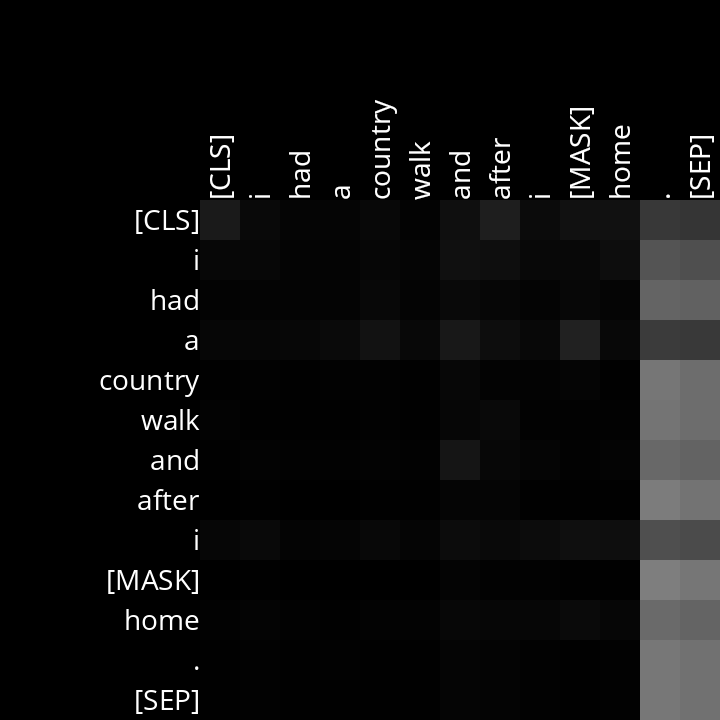 [CLS] i had a country walk and after i [MASK] home . [SEP]
[CLS]
i
had
a
country
walk
and
after
i
[MASK]
home
.
[SEP]